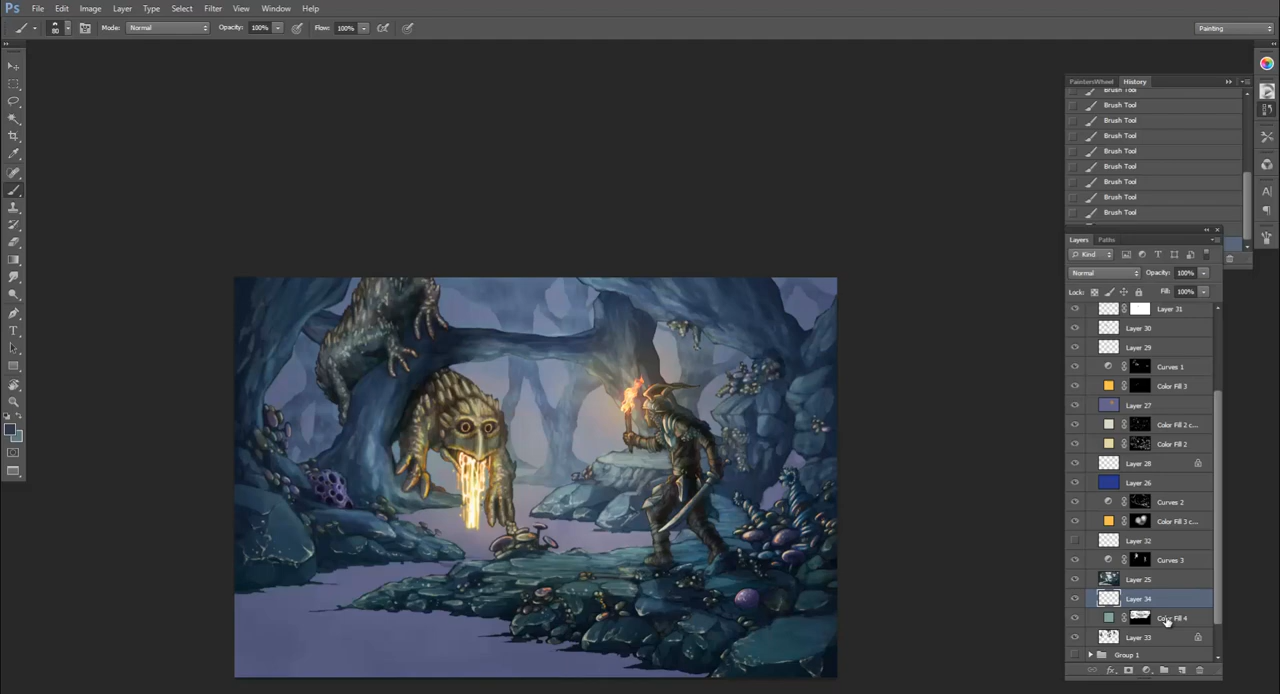 Ps File Edit Image Layer Type Select Filter View Window Help
80 Mode: Normal Opacity: 100% Flow: 100% Painting
PaintersWheel History
Brush Tool
Brush Tool
Brush Tool
Brush Tool
Brush Tool
Brush Tool
Brush Tool
Brush Tool
Brush Tool
Layers Paths
Kind
Normal Opacity: 100%
Lock: Fill: 100%
Layer 31
Layer 30
Layer 29
Curves 1
Color Fill 3
Layer 27
Color Fill 2 c...
Color Fill 2
Layer 28
Layer 26
Curves 2
Color Fill 3 c...
Layer 32
Curves 3
Layer 25
Layer 34
Color Fill 4
Layer 33
Group 1